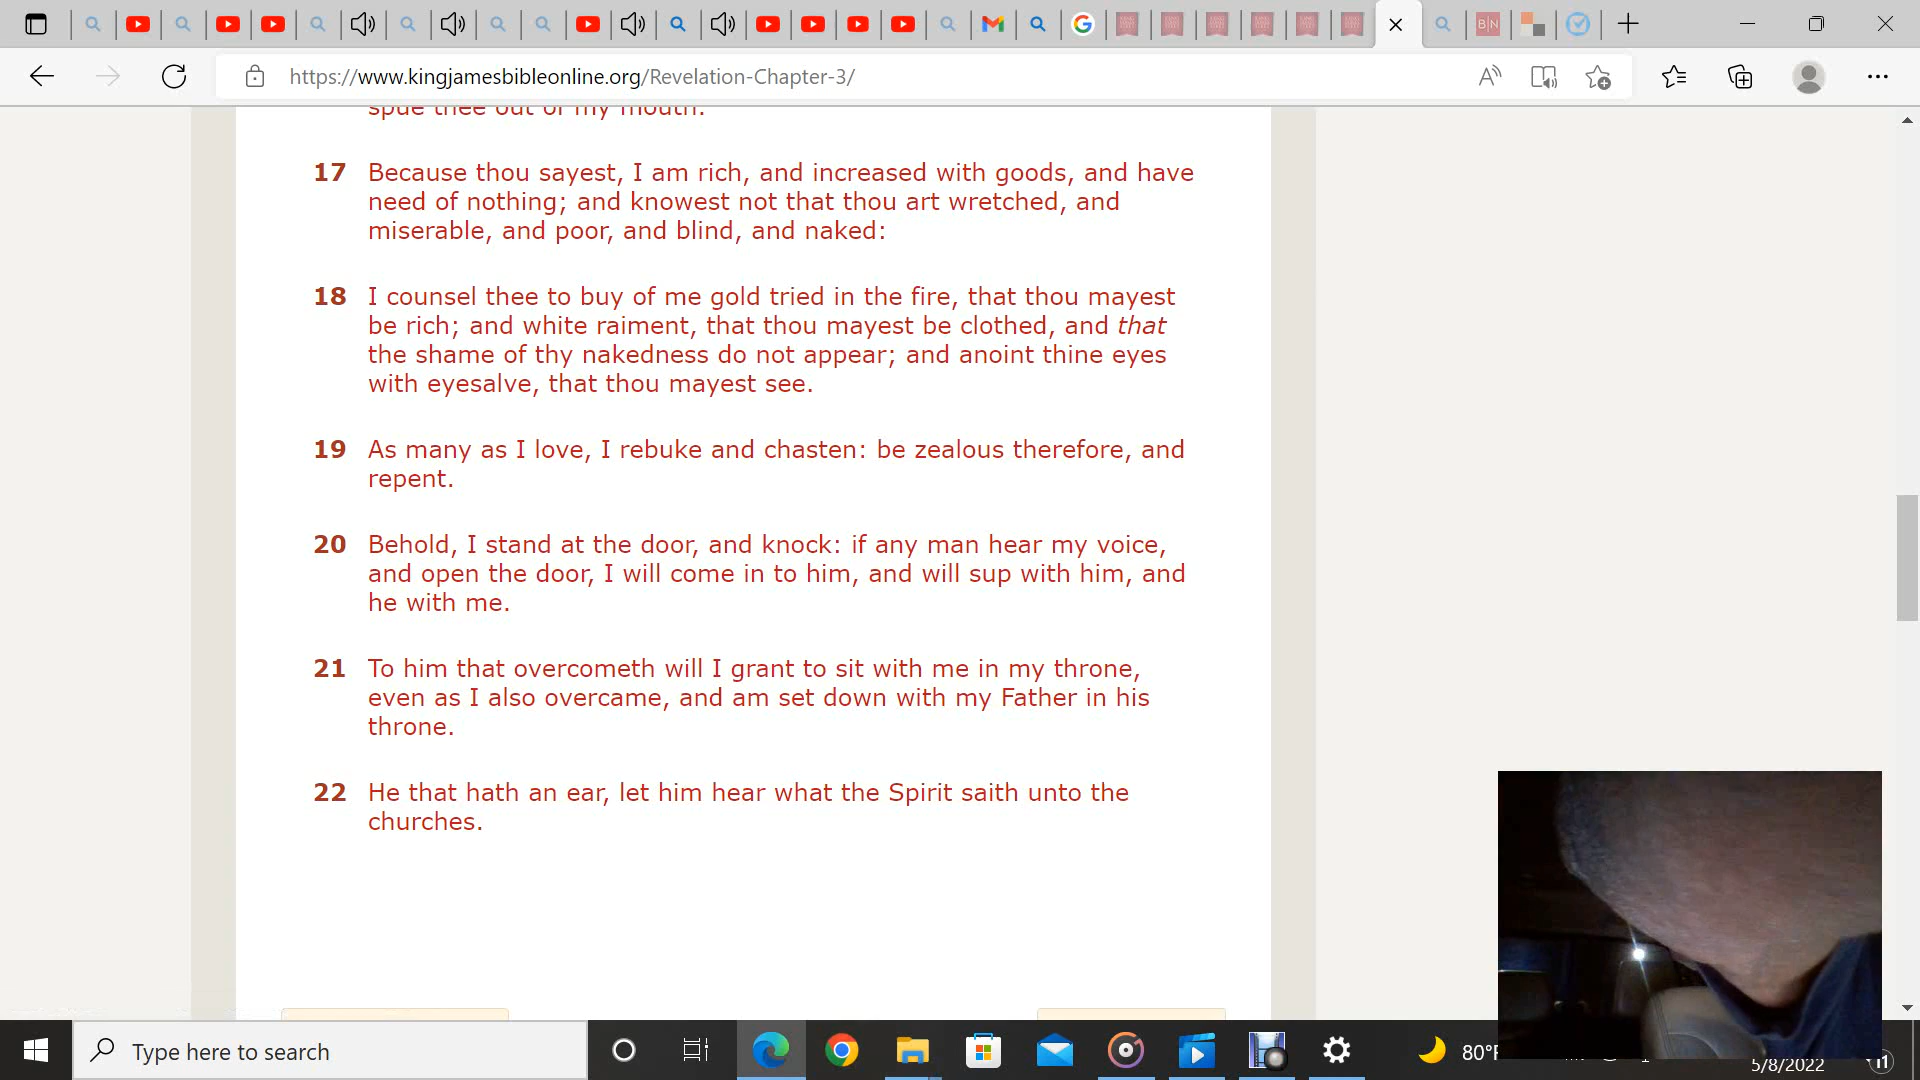 https://www.kingjamesbibleonline.org/Revelation-Chapter-3/
spue thee out of my mouth.
17 Because thou sayest, I am rich, and increased with goods, and have
need of nothing; and knowest not that thou art wretched, and
miserable, and poor, and blind, and naked:
18 I counsel thee to buy of me gold tried in the fire, that thou mayest
be rich; and white raiment, that thou mayest be clothed, and that
the shame of thy nakedness do not appear; and anoint thine eyes
with eyesalve, that thou mayest see.
19 As many as I love, I rebuke and chasten: be zealous therefore, and
repent.
20 Behold, I stand at the door, and knock: if any man hear my voice,
and open the door, I will come in to him, and will sup with him, and
he with me.
21 To him that overcometh will I grant to sit with me in my throne,
even as I also overcame, and am set down with my Father in his
throne.
22 He that hath an ear, let him hear what the Spirit saith unto the
churches.
Type here to search
80°F
5/8/2022
11